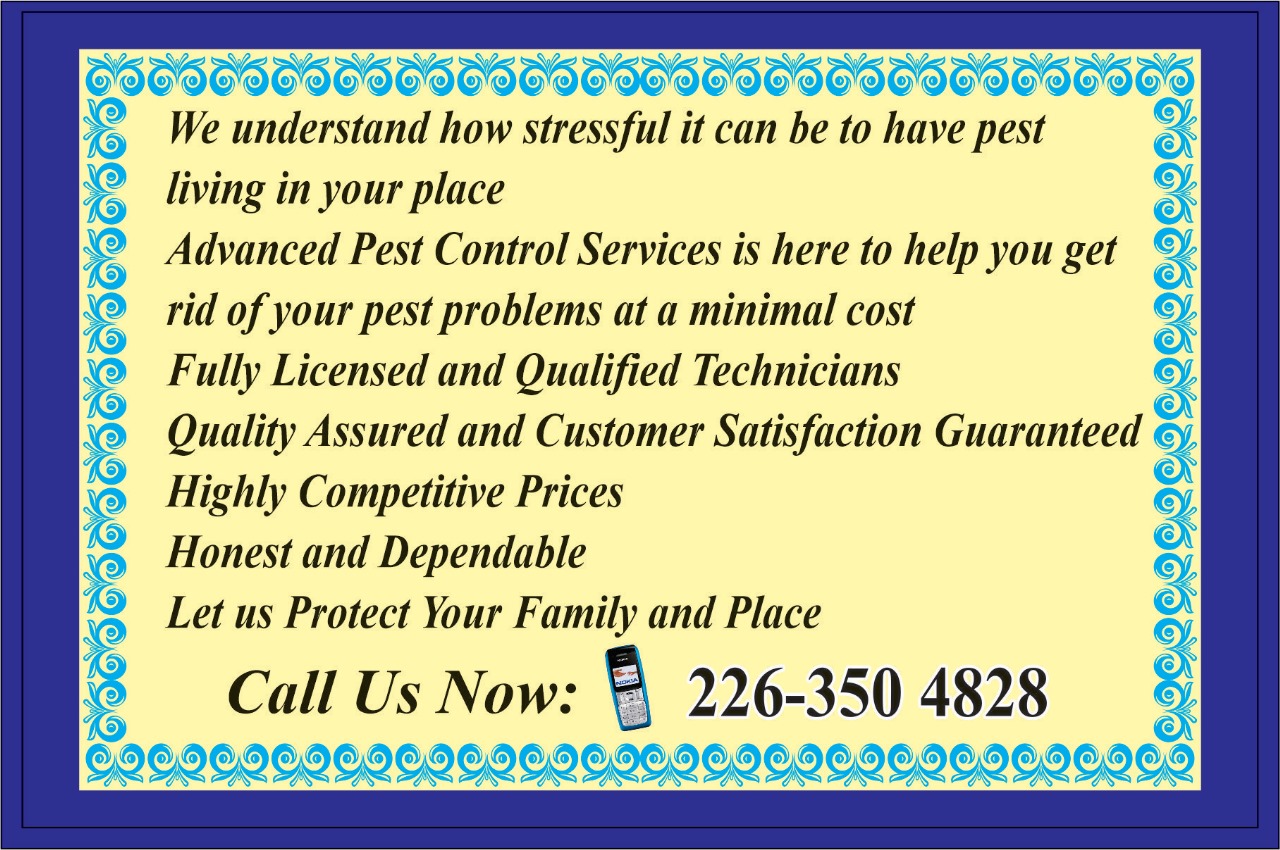 We understand how stressful it can be to have pest
living in your place
Advanced Pest Control Services is here to help you get
rid of your pest problems at a minimal cost
Fully Licensed and Qualified Technicians
Quality Assured and Customer Satisfaction Guaranteed
Highly Competitive Prices
Honest and Dependable
Let us Protect Your Family and Place
Call Us Now: 226-350 4828
NOKIA